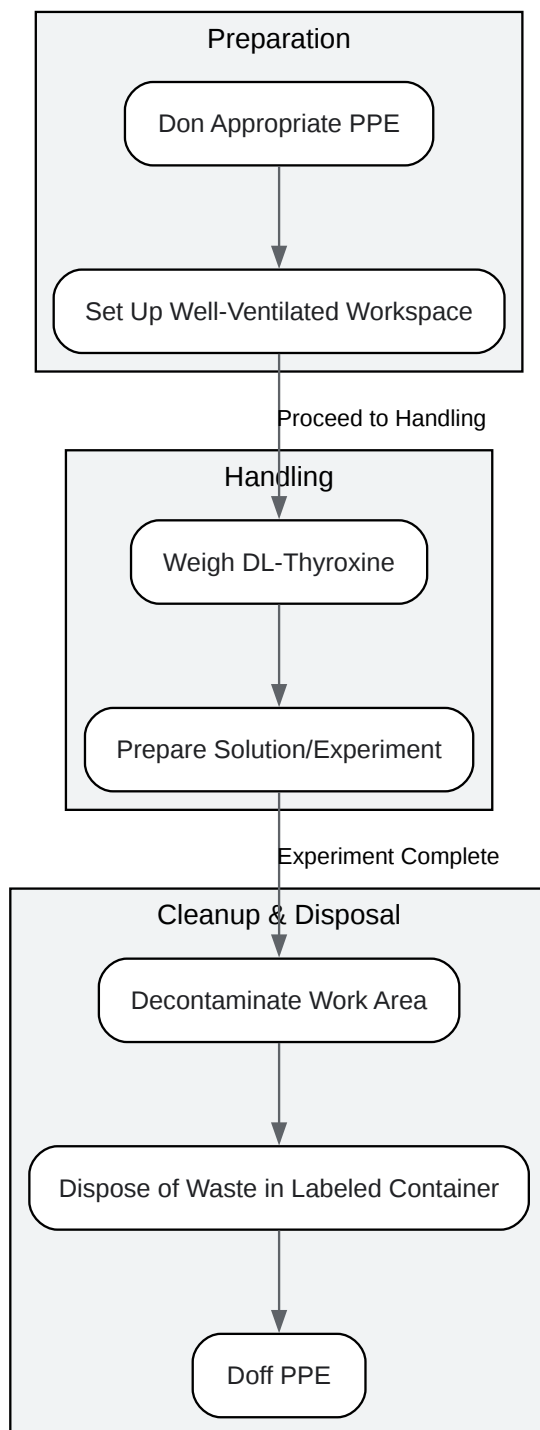 Preparation
Don Appropriate PPE
Set Up Well-Ventilated Workspace
Proceed to Handling
Handling
Weigh DL-Thyroxine
Prepare Solution/Experiment
Experiment Complete
Cleanup & Disposal
Decontaminate Work Area
Dispose of Waste in Labeled Container
Doff PPE